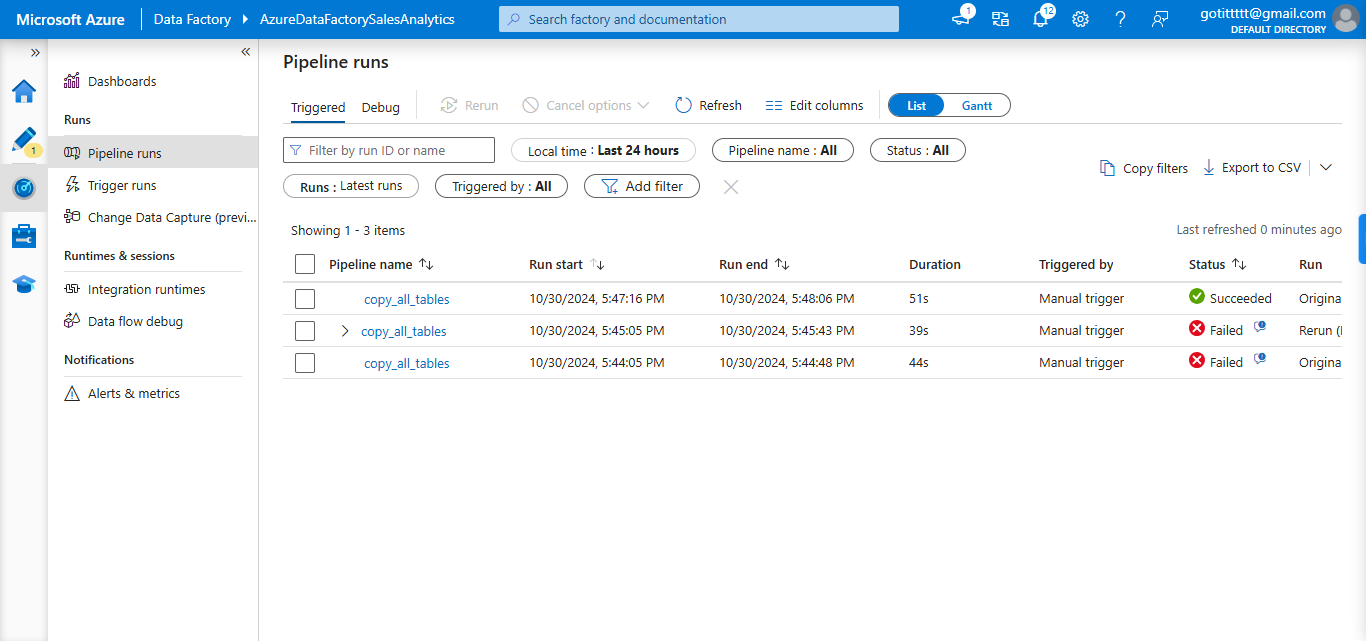 Microsoft Azure
Data Factory
AzureDataFactorySalesAnalytics
Search factory and documentation
1
12
gotittttt@gmail.com
DEFAULT DIRECTORY
1
Dashboards
Runs
Pipeline runs
Trigger runs
Change Data Capture (previ...
Runtimes & sessions
Integration runtimes
Data flow debug
Notifications
Alerts & metrics
Pipeline runs
Triggered Debug Rerun Cancel options Refresh Edit columns List Gantt
Filter by run ID or name Local time : Last 24 hours Pipeline name : All Status : All
Runs : Latest runs Triggered by : All Add filter
Copy filters Export to CSV
Showing 1 - 3 items
Last refreshed 0 minutes ago
Pipeline name Run start Run end Duration Triggered by Status Run
copy_all_tables 10/30/2024, 5:47:16 PM 10/30/2024, 5:48:06 PM 51s Manual trigger Succeeded Origina
copy_all_tables 10/30/2024, 5:45:05 PM 10/30/2024, 5:45:43 PM 39s Manual trigger Failed Rerun (
copy_all_tables 10/30/2024, 5:44:05 PM 10/30/2024, 5:44:48 PM 44s Manual trigger Failed Origina